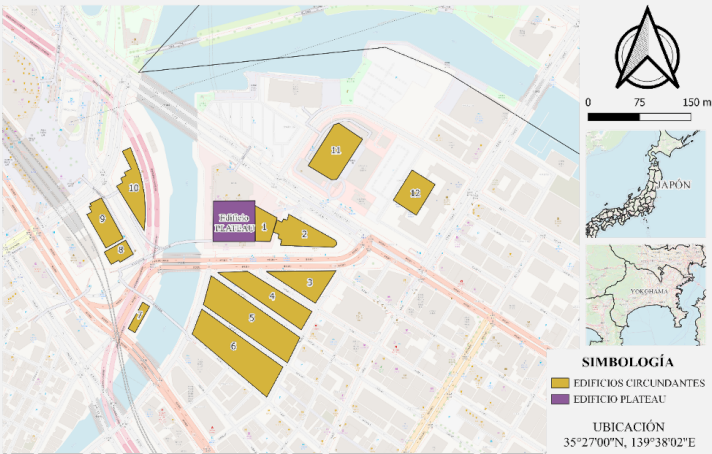 0 75 150 m
JAPÓN
YOKOHAMA
11
12
10
9
8
Edificio
PLATEAU
1
2
3
4
5
6
7
SIMBOLOGÍA
EDIFICIOS CIRCUNDANTES
EDIFICIO PLATEAU
UBICACIÓN
35°27'00"N, 139°38'02"E